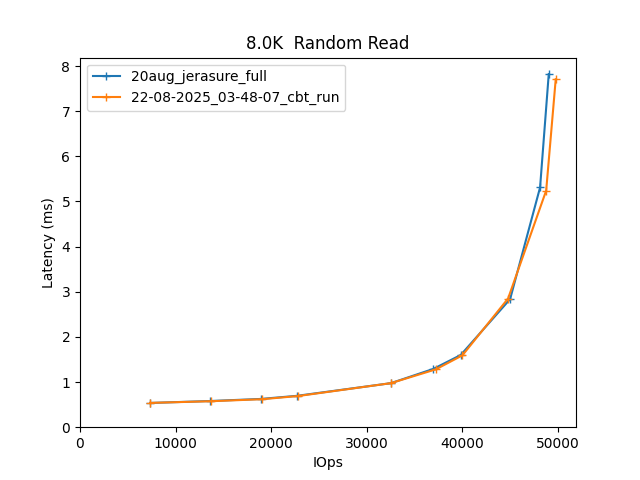 8.0K  Random Read
20aug_jerasure_full
22-08-2025_03-48-07_cbt_run
Latency (ms)
8
7
6
5
4
3
2
1
0
0 10000 20000 30000 40000 50000
IOps